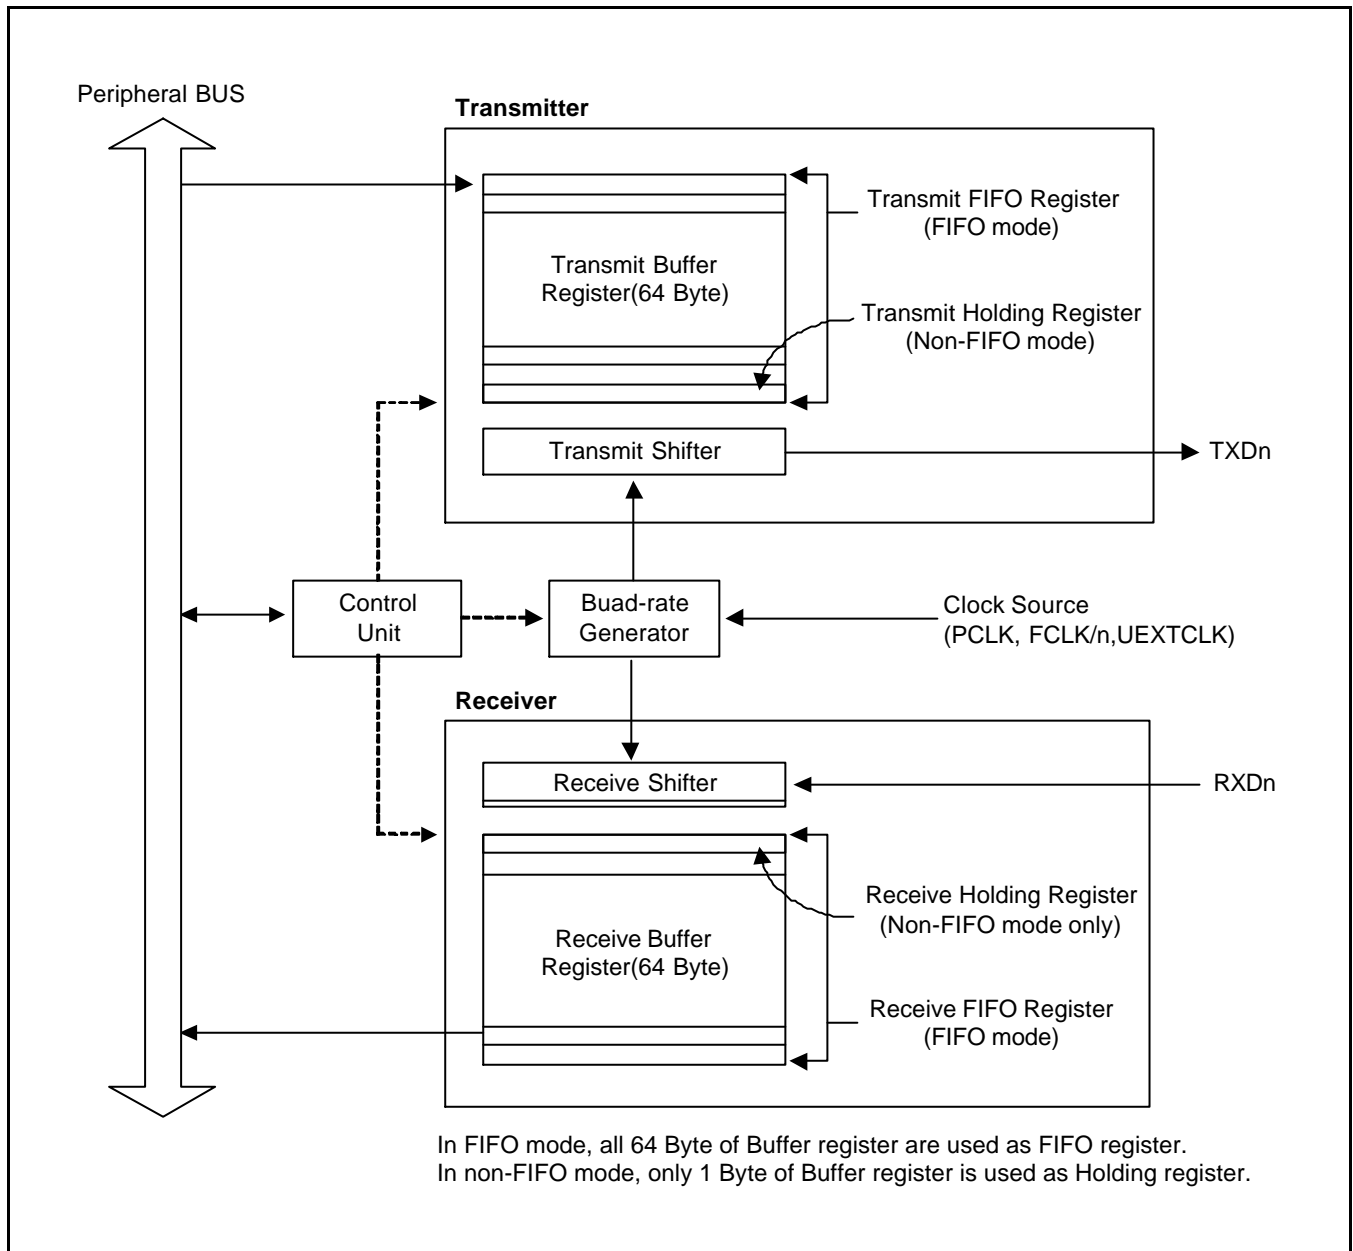 Peripheral BUS
Transmitter
Transmit FIFO Register
(FIFO mode)
Transmit Buffer
Register(64 Byte)
Transmit Holding Register
(Non-FIFO mode)
Transmit Shifter
TXDn
Control
Unit
Buad-rate
Generator
Clock Source
(PCLK, FCLK/n,UEXTCLK)
Receiver
Receive Shifter
RXDn
Receive Holding Register
(Non-FIFO mode only)
Receive Buffer
Register(64 Byte)
Receive FIFO Register
(FIFO mode)
In FIFO mode, all 64 Byte of Buffer register are used as FIFO register.
In non-FIFO mode, only 1 Byte of Buffer register is used as Holding register.